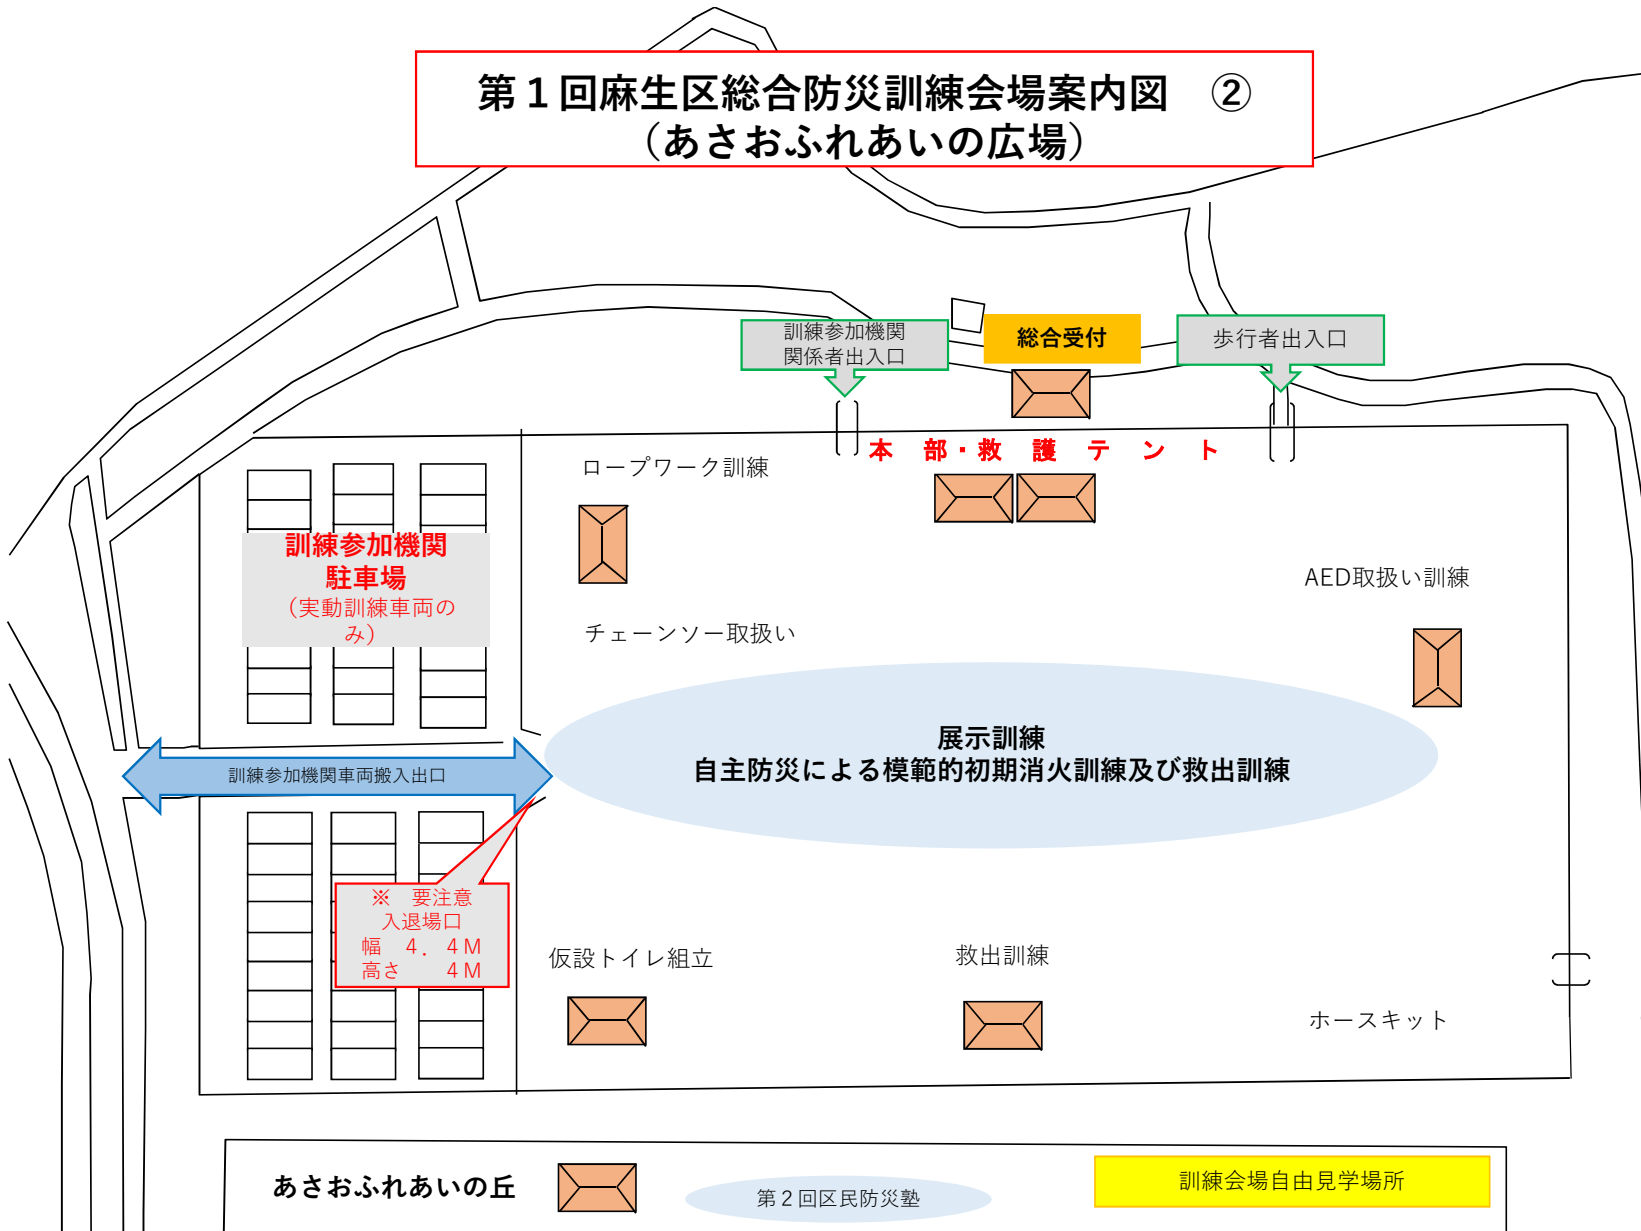 第１回麻生区総合防災訓練会場案内図　②
（あさおふれあいの広場）
訓練参加機関
関係者出入口
総合受付
歩行者出入口
本部・救護テント
ロープワーク訓練
訓練参加機関
駐車場
（実動訓練車両の
み）
AED取扱い訓練
チェーンソー取扱い
展示訓練
自主防災による模範的初期消火訓練及び救出訓練
訓練参加機関車両搬入出口
※　要注意
入退場口
幅　４．４Ｍ
高さ　　４Ｍ
仮設トイレ組立
救出訓練
ホースキット
あさおふれあいの丘
第２回区民防災塾
訓練会場自由見学場所